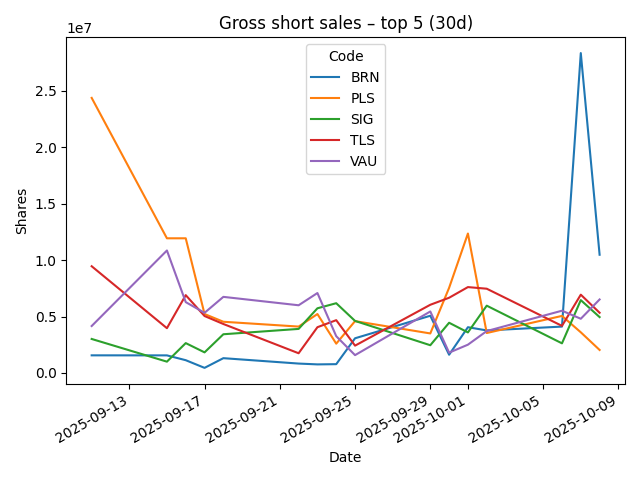 Gross short sales – top 5 (30d)
1e7
Code
BRN
PLS
SIG
TLS
VAU
2.5
2.0
1.5
1.0
0.5
0.0
Shares
2025-09-13
2025-09-17
2025-09-21
2025-09-25
2025-09-29
2025-10-01
2025-10-05
2025-10-09
Date